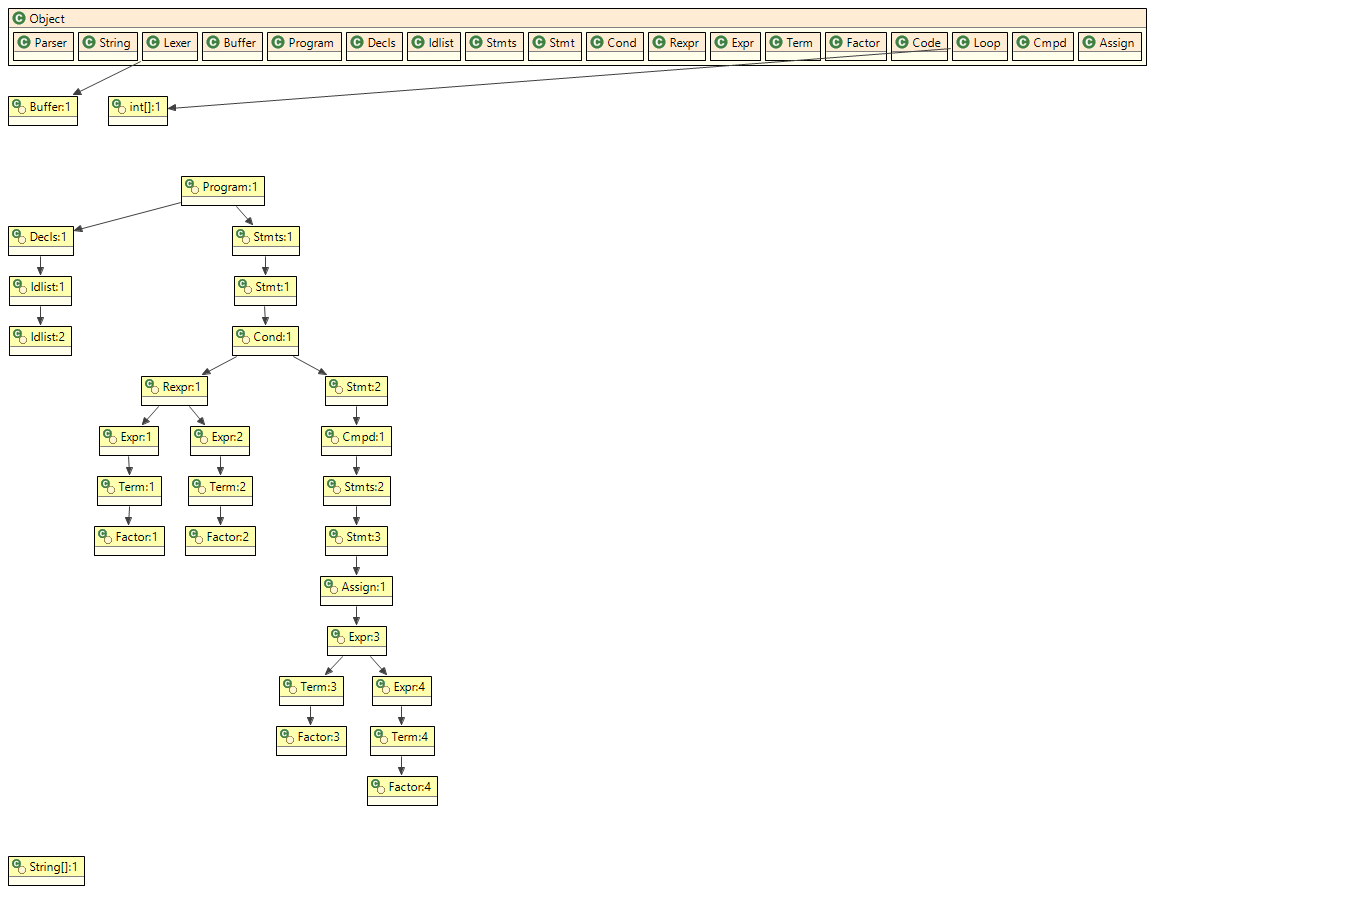 Object
Parser String Lexer Buffer Program Decls Idlist Stmts Stmt Cond Rexpr Expr Term Factor Code Loop Cmpd Assign
Buffer:1 int[]:1
Program:1
Decls:1 Stmts:1
Idlist:1 Stmt:1
Idlist:2 Cond:1
Rexpr:1 Stmt:2
Expr:1 Expr:2 Cmpd:1
Term:1 Term:2 Stmts:2
Factor:1 Factor:2 Stmt:3
Assign:1
Expr:3
Term:3 Expr:4
Factor:3 Term:4
Factor:4
String[]:1